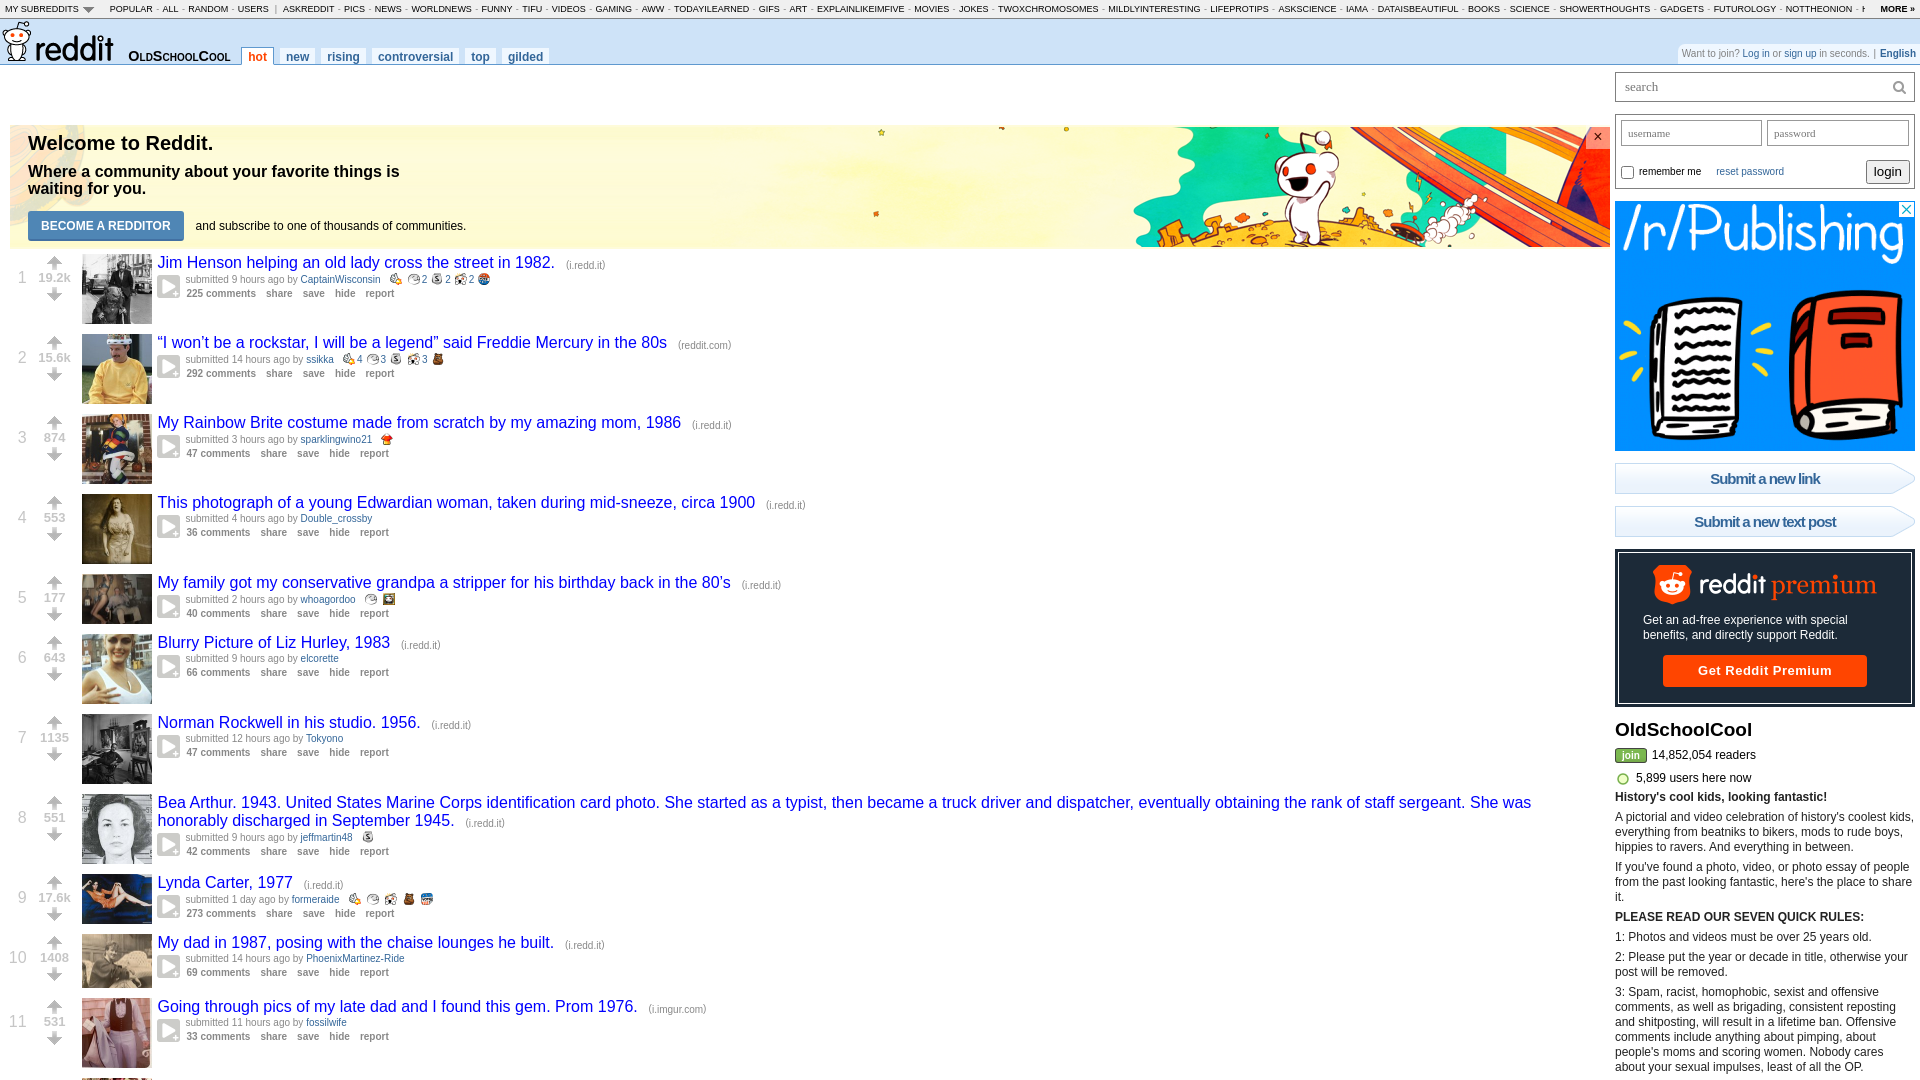 MY SUBREDDITS POPULAR - ALL - RANDOM - USERS | ASKREDDIT - PICS - NEWS - WORLDNEWS - FUNNY - TIFU - VIDEOS - GAMING - AWW - TODAYILEARNED - GIFS - ART - EXPLAINLIKEIMFIVE - MOVIES - JOKES - TWOXCHROMOSOMES - MILDLYINTERESTING - LIFEPROTIPS - ASKSCIENCE - IAMA - DATAISBEAUTIFUL - BOOKS - SCIENCE - SHOWERTHOUGHTS - GADGETS - FUTUROLOGY - NOTTHEONION - MORE »
reddit OLDSCHOOLCOOL hot new rising controversial top gilded
Want to join? Log in or sign up in seconds. | English
search
username password
remember me reset password login
Welcome to Reddit.
Where a community about your favorite things is
waiting for you.
BECOME A REDDITOR and subscribe to one of thousands of communities.
×
1 19.2k Jim Henson helping an old lady cross the street in 1982. (i.redd.it)
submitted 9 hours ago by CaptainWisconsin 2 2 2
225 comments share save hide report
2 15.6k “I won’t be a rockstar, I will be a legend” said Freddie Mercury in the 80s (reddit.com)
submitted 14 hours ago by ssikka 4 3 3
292 comments share save hide report
3 874 My Rainbow Brite costume made from scratch by my amazing mom, 1986 (i.redd.it)
submitted 3 hours ago by sparklingwino21
47 comments share save hide report
4 553 This photograph of a young Edwardian woman, taken during mid-sneeze, circa 1900 (i.redd.it)
submitted 4 hours ago by Double_crossby
36 comments share save hide report
5 177 My family got my conservative grandpa a stripper for his birthday back in the 80’s (i.redd.it)
submitted 2 hours ago by whoagordoo
40 comments share save hide report
6 643 Blurry Picture of Liz Hurley, 1983 (i.redd.it)
submitted 9 hours ago by elcorette
66 comments share save hide report
7 1135 Norman Rockwell in his studio. 1956. (i.redd.it)
submitted 12 hours ago by Tokyono
47 comments share save hide report
8 551 Bea Arthur. 1943. United States Marine Corps identification card photo. She started as a typist, then became a truck driver and dispatcher, eventually obtaining the rank of staff sergeant. She was
honorably discharged in September 1945. (i.redd.it)
submitted 9 hours ago by jeffmartin48
42 comments share save hide report
9 17.6k Lynda Carter, 1977 (i.redd.it)
submitted 1 day ago by formeraide
273 comments share save hide report
10 1408 My dad in 1987, posing with the chaise lounges he built. (i.redd.it)
submitted 14 hours ago by PhoenixMartinez-Ride
69 comments share save hide report
11 531 Going through pics of my late dad and I found this gem. Prom 1976. (i.imgur.com)
submitted 11 hours ago by fossilwife
33 comments share save hide report
/r/Publishing
Submit a new link
Submit a new text post
reddit premium
Get an ad-free experience with special
benefits, and directly support Reddit.
Get Reddit Premium
OldSchoolCool
join 14,852,054 readers
5,899 users here now
History's cool kids, looking fantastic!
A pictorial and video celebration of history's coolest kids,
everything from beatniks to bikers, mods to rude boys,
hippies to ravers. And everything in between.
If you've found a photo, video, or photo essay of people
from the past looking fantastic, here's the place to share
it.
PLEASE READ OUR SEVEN QUICK RULES:
1: Photos and videos must be over 25 years old.
2: Please put the year or decade in title, otherwise your
post will be removed.
3: Spam, racist, homophobic, sexist and offensive
comments, as well as brigading, consistent reposting
and shitposting, will result in a lifetime ban. Offensive
comments include anything about pimping, about
people's moms and scoring women. Nobody cares
about your sexual impulses, least of all the OP.